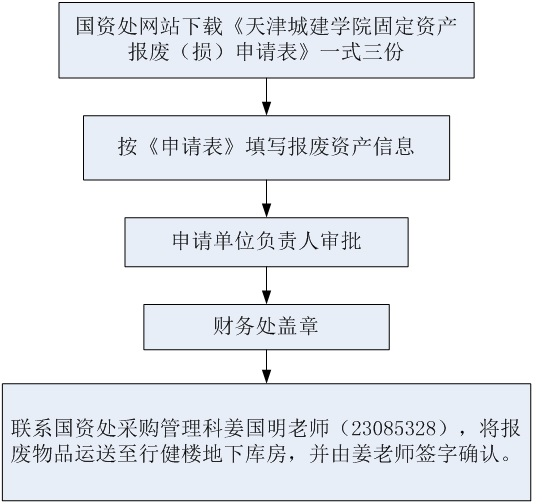 国资处网站下载《天津城建学院固定资产
报废（损）申请表》一式三份
按《申请表》填写报废资产信息
申请单位负责人审批
财务处盖章
联系国资处采购管理科姜国明老师（23085328），将报
废物品运送至行健楼地下库房，并由姜老师签字确认。